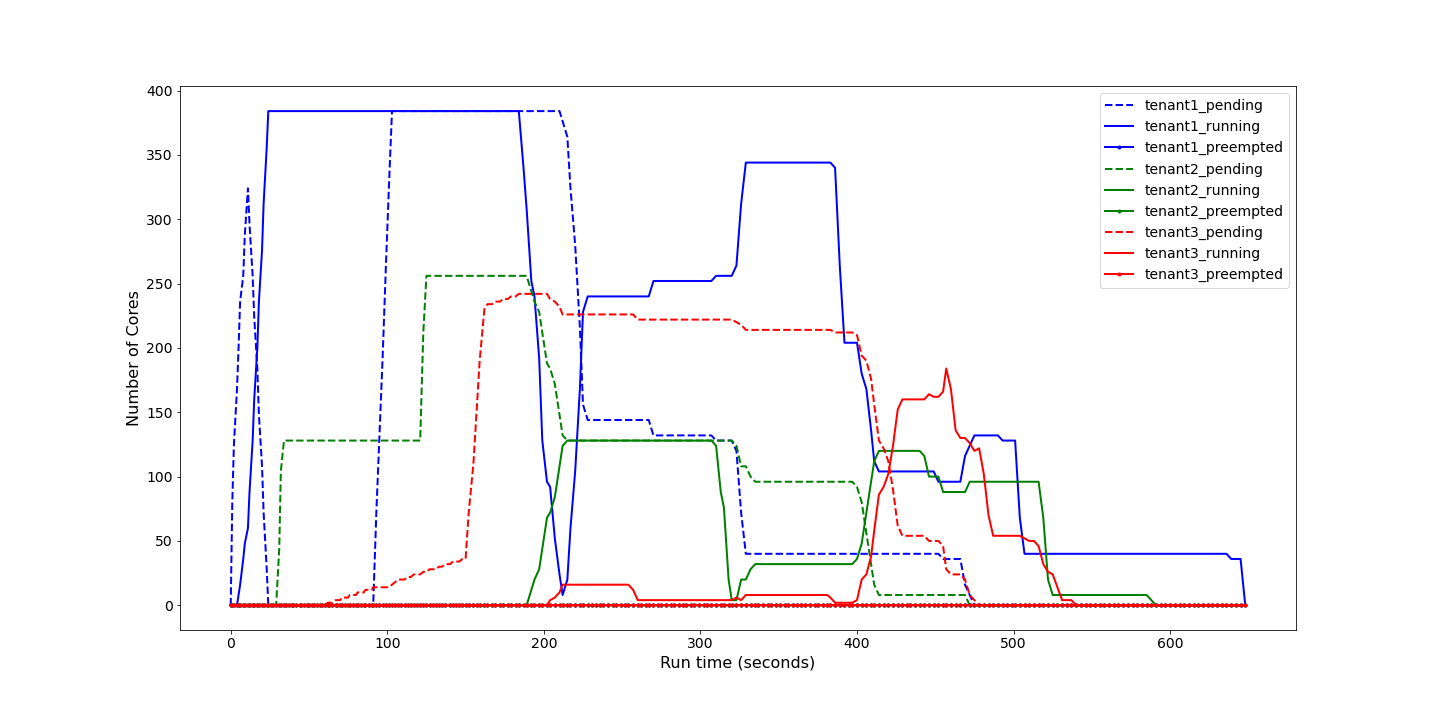 400
350
300
250
200
150
100
50
0
Number of Cores
0 100 200 300 400 500 600
Run time (seconds)
tenant1_pending
tenant1_running
tenant1_preempted
tenant2_pending
tenant2_running
tenant2_preempted
tenant3_pending
tenant3_running
tenant3_preempted